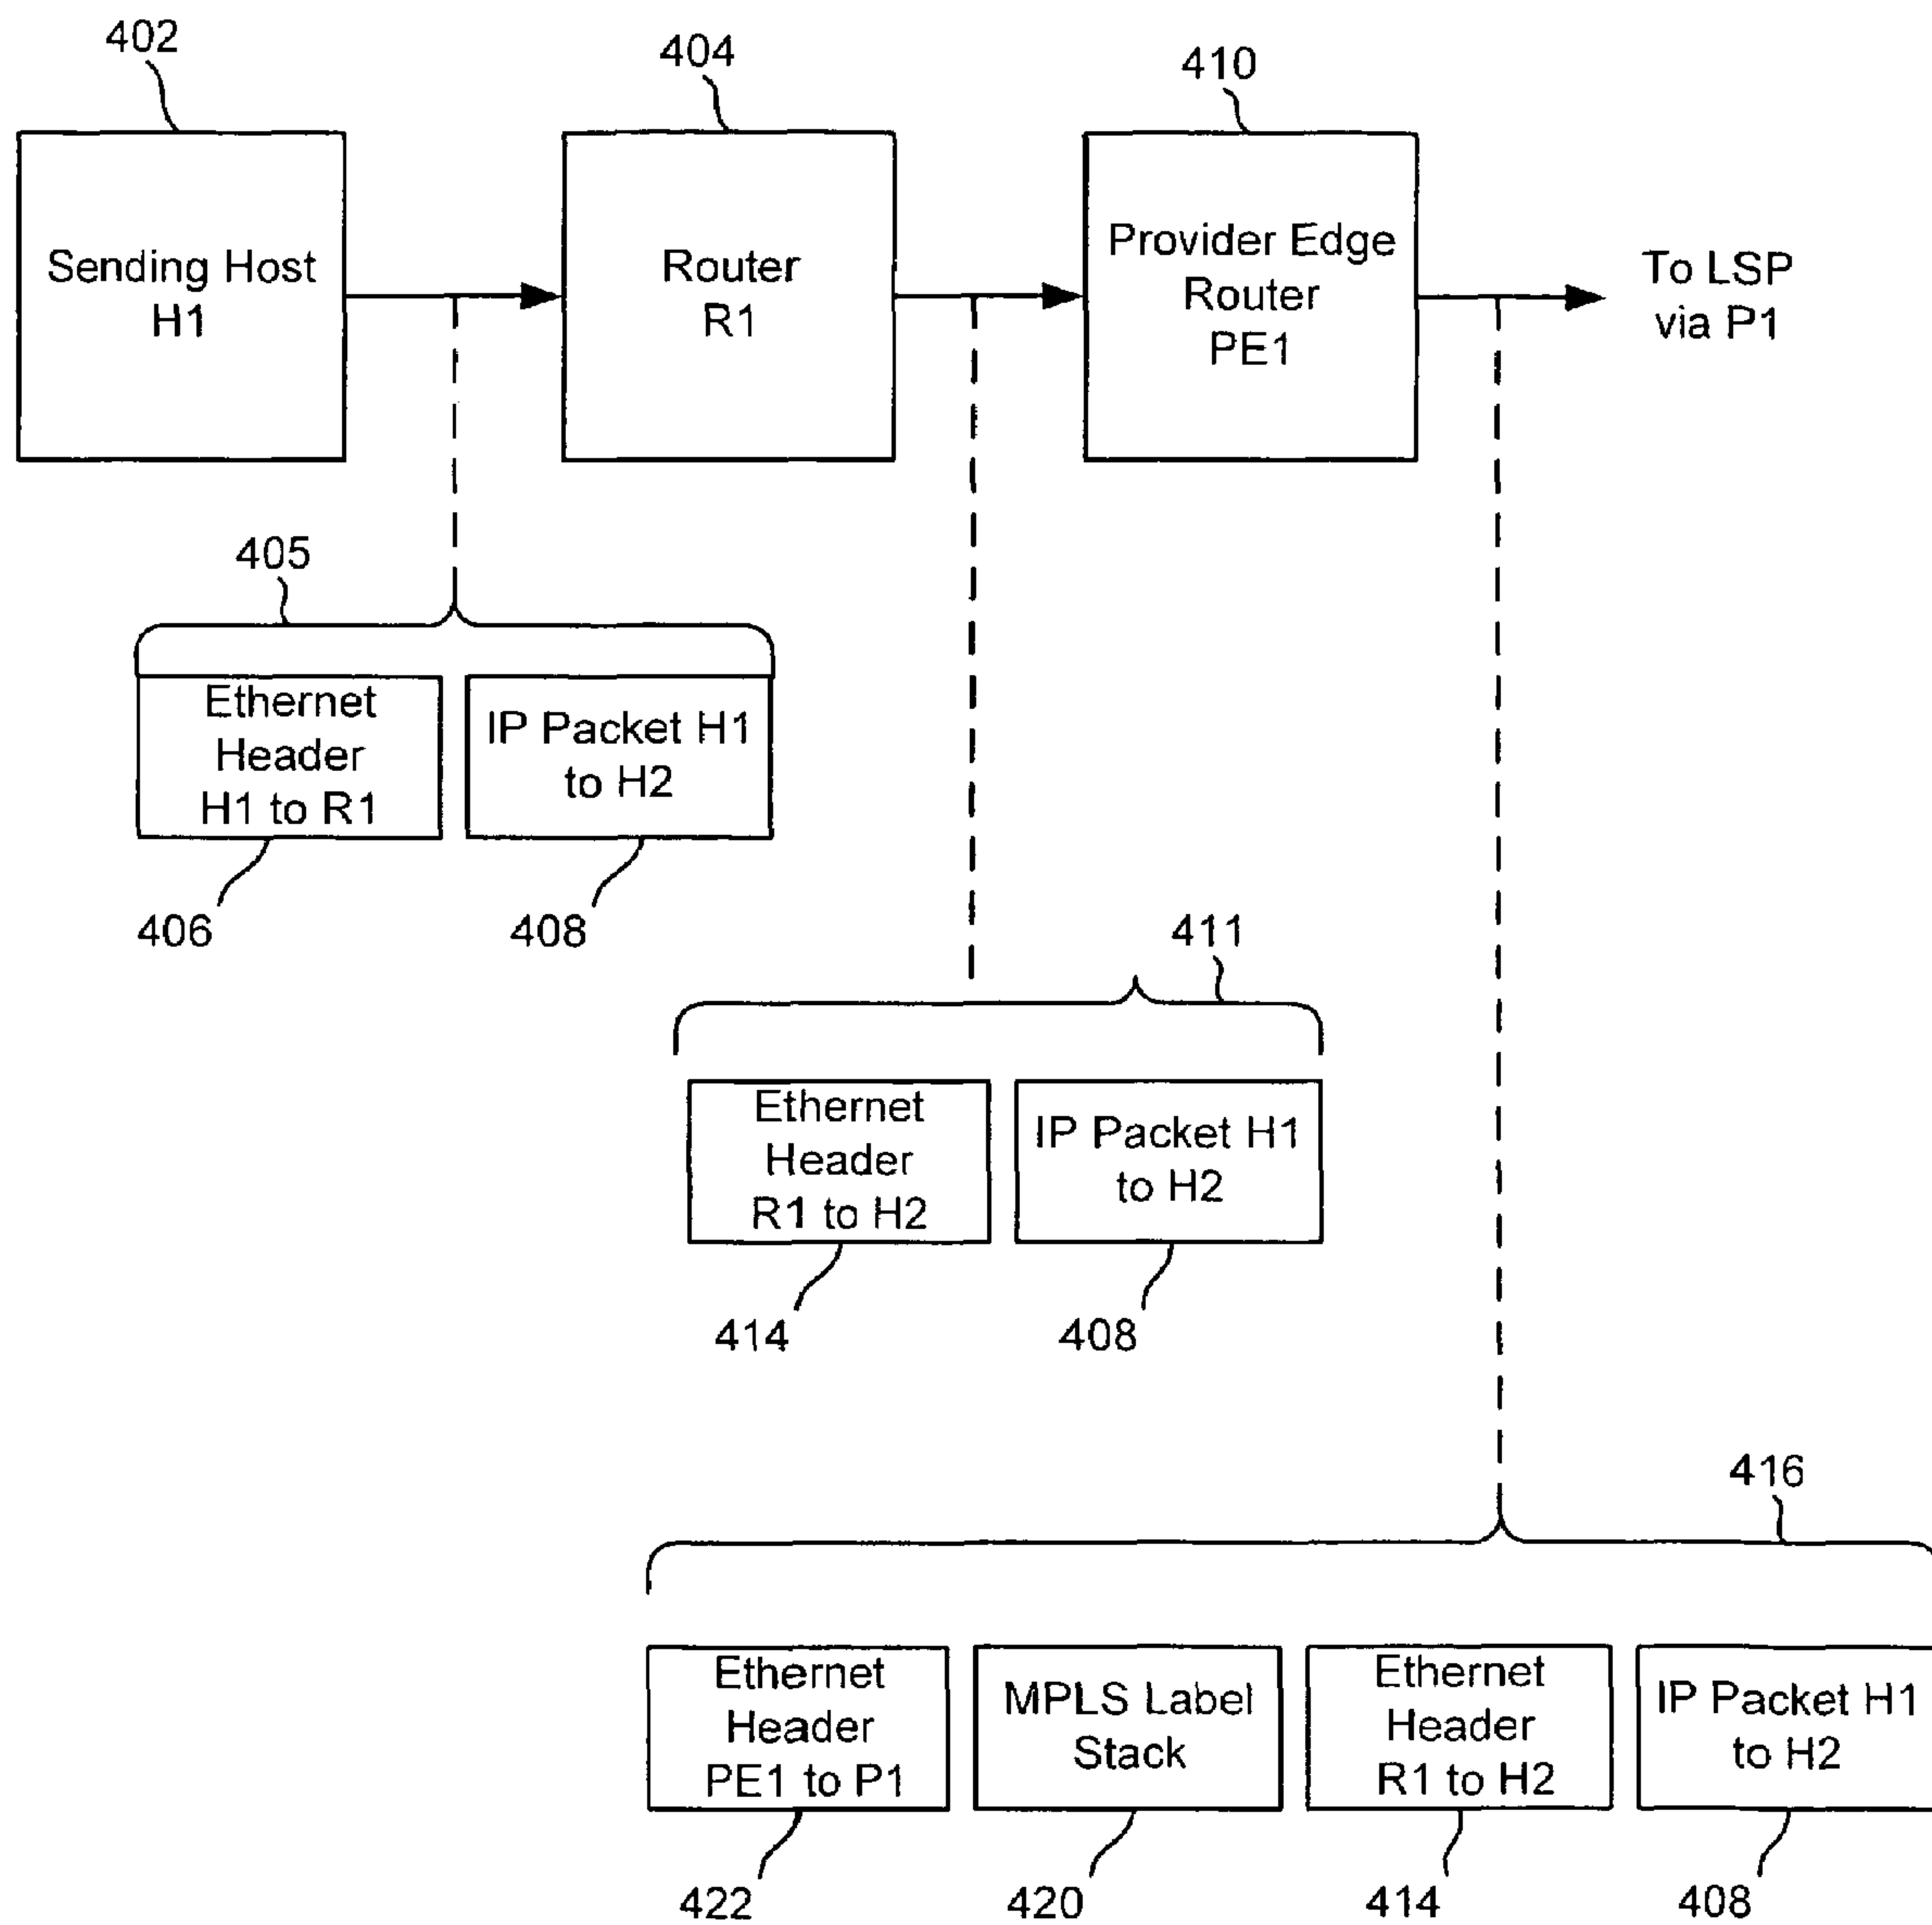 402
404
410
Sending Host
H1
Router
R1
Provider Edge
Router
PE1
To LSP
via P1
405
Ethernet
Header
H1 to R1
IP Packet H1
to H2
406
408
411
Ethernet
Header
R1 to H2
IP Packet H1
to H2
414
408
416
Ethernet
Header
PE1 to P1
MPLS Label
Stack
Ethernet
Header
R1 to H2
IP Packet H1
to H2
422
420
414
408